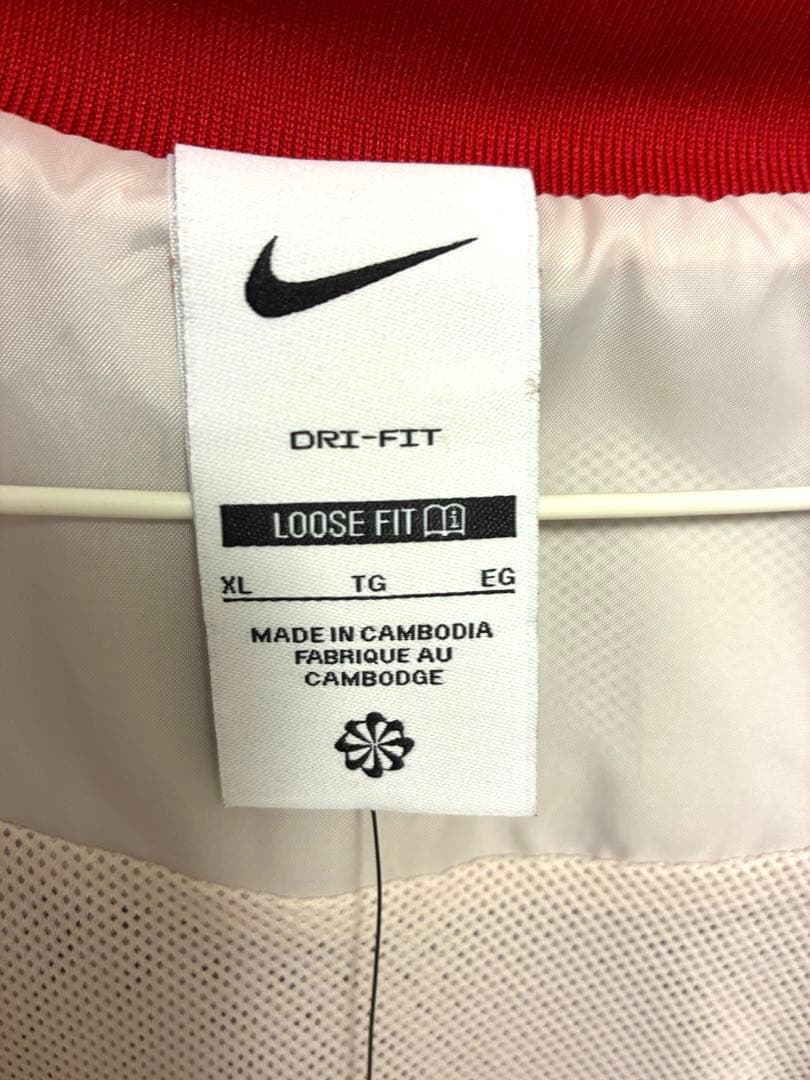 DRI-FIT
LOOSE FIT
XL TG EG
MADE IN CAMBODIA
FABRIQUE AU
CAMBODGE